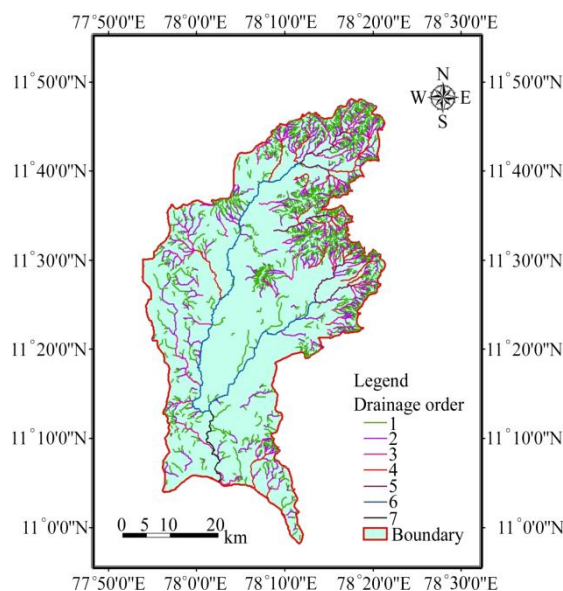 77˚50'0"N 78˚0'0"N 78˚10'0"N 78˚20'0"N 78˚30'0"N
11˚50'0"N 11˚50'0"N
N
W E
S
11˚40'0"N 11˚40'0"N
11˚30'0"N 11˚30'0"N
11˚20'0"N 11˚20'0"N
Legend
Drainage order
1
11˚10'0"N 2 11˚10'0"N
3
4
5
6
0 5 10 20 7
11˚0'0"N km Boundary 11˚0'0"N
77˚50'0"N 78˚0'0"N 78˚10'0"N 78˚20'0"N 78˚30'0"N